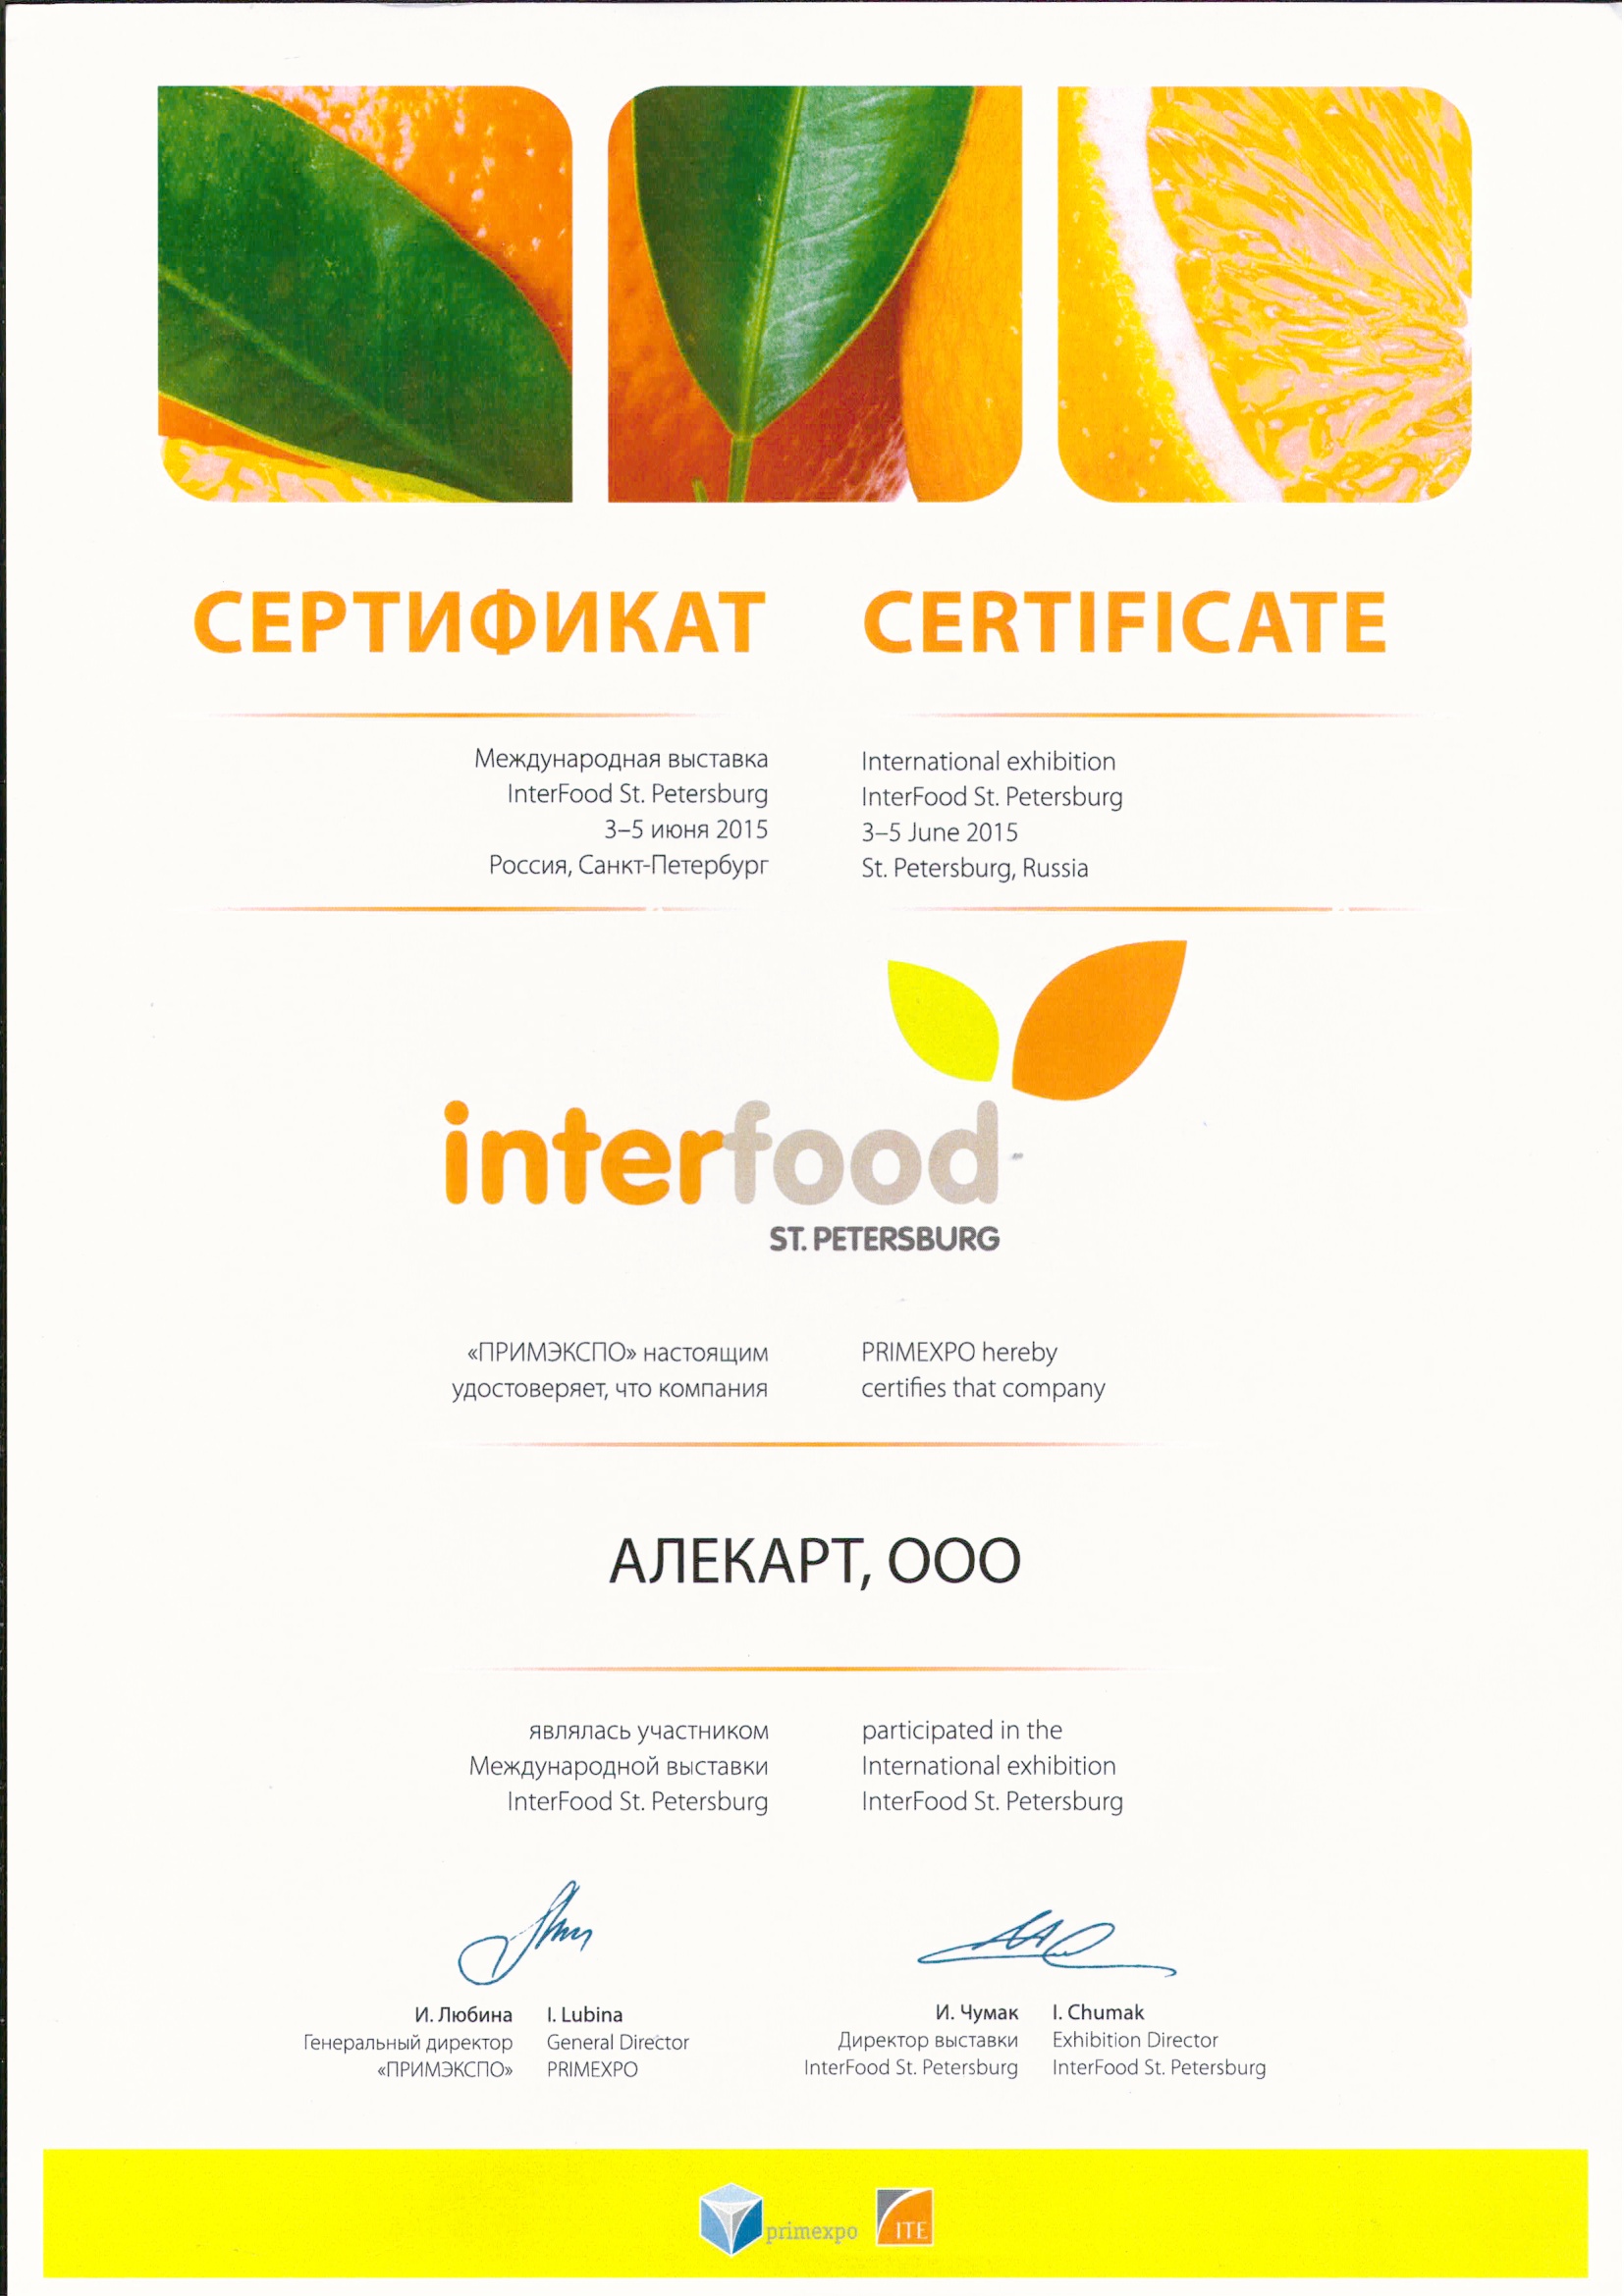 СЕРТИФИКАТ
CERTIFICATE
Международная выставка
InterFood St. Petersburg
3–5 июня 2015
Россия, Санкт-Петербург
International exhibition
InterFood St. Petersburg
3–5 June 2015
St. Petersburg, Russia
interfood
ST. PETERSBURG
«ПРИМЭКСПО» настоящим
удостоверяет, что компания
PRIMEXPO hereby
certifies that company
АЛЕКАРТ, ООО
являлась участником
Международной выставки
InterFood St. Petersburg
participated in the
International exhibition
InterFood St. Petersburg
И. Любина
Генеральный директор
«ПРИМЭКСПО»
I. Lubina
General Director
PRIMEXPO
И. Чумак
Директор выставки
InterFood St. Petersburg
I. Chumak
Exhibition Director
InterFood St. Petersburg
primexpo
ITE